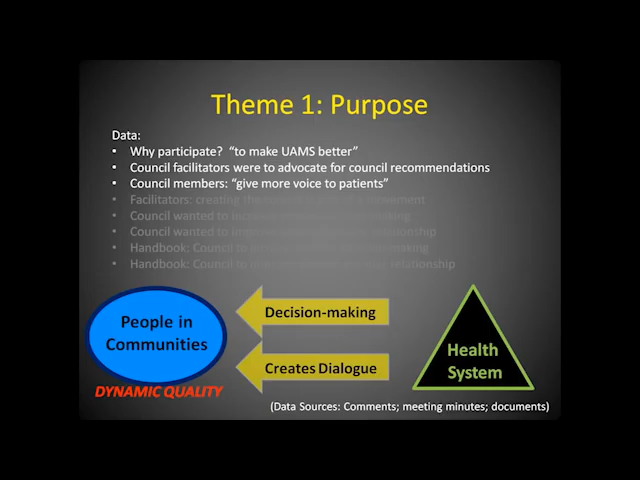 Theme 1: Purpose
Data:
• Why participate? “to make UAMS better”
• Council facilitators were to advocate for council recommendations
• Council members: “give more voice to patients”
• Facilitators: creating the
• Council wanted to
• Council wanted to
• Handbook: Council to
• Handbook: Council to relationship
People in
Communities
DYNAMIC QUALITY
Decision-making
Creates Dialogue
Health
System
(Data Sources: Comments; meeting minutes; documents)